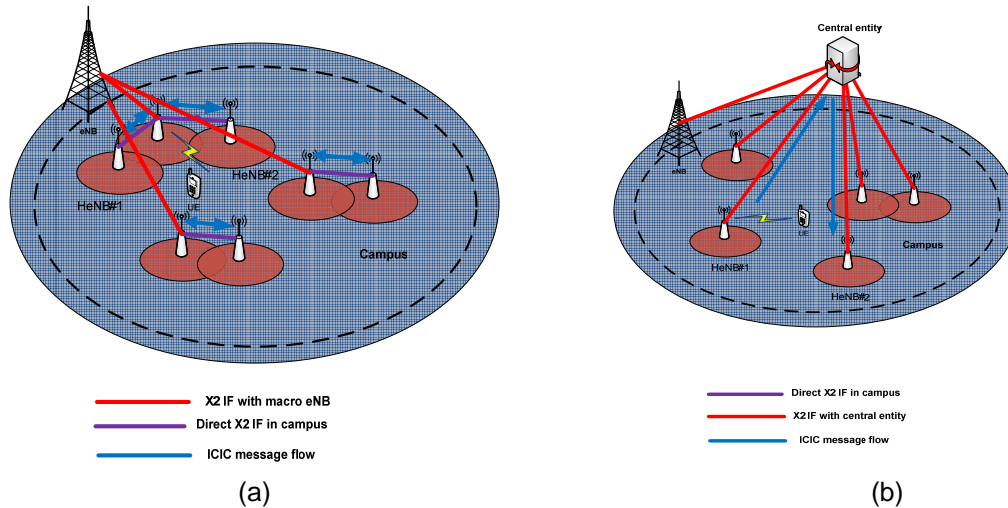 eNB
HeNB#1
HeNB#2
UE
Campus
X2 IF with macro eNB
Direct X2 IF in campus
ICIC message flow
(a)
Central entity
eNB
HeNB#1
UE
Campus
HeNB#2
Direct X2 IF in campus
X2 IF with central entity
ICIC message flow
(b)